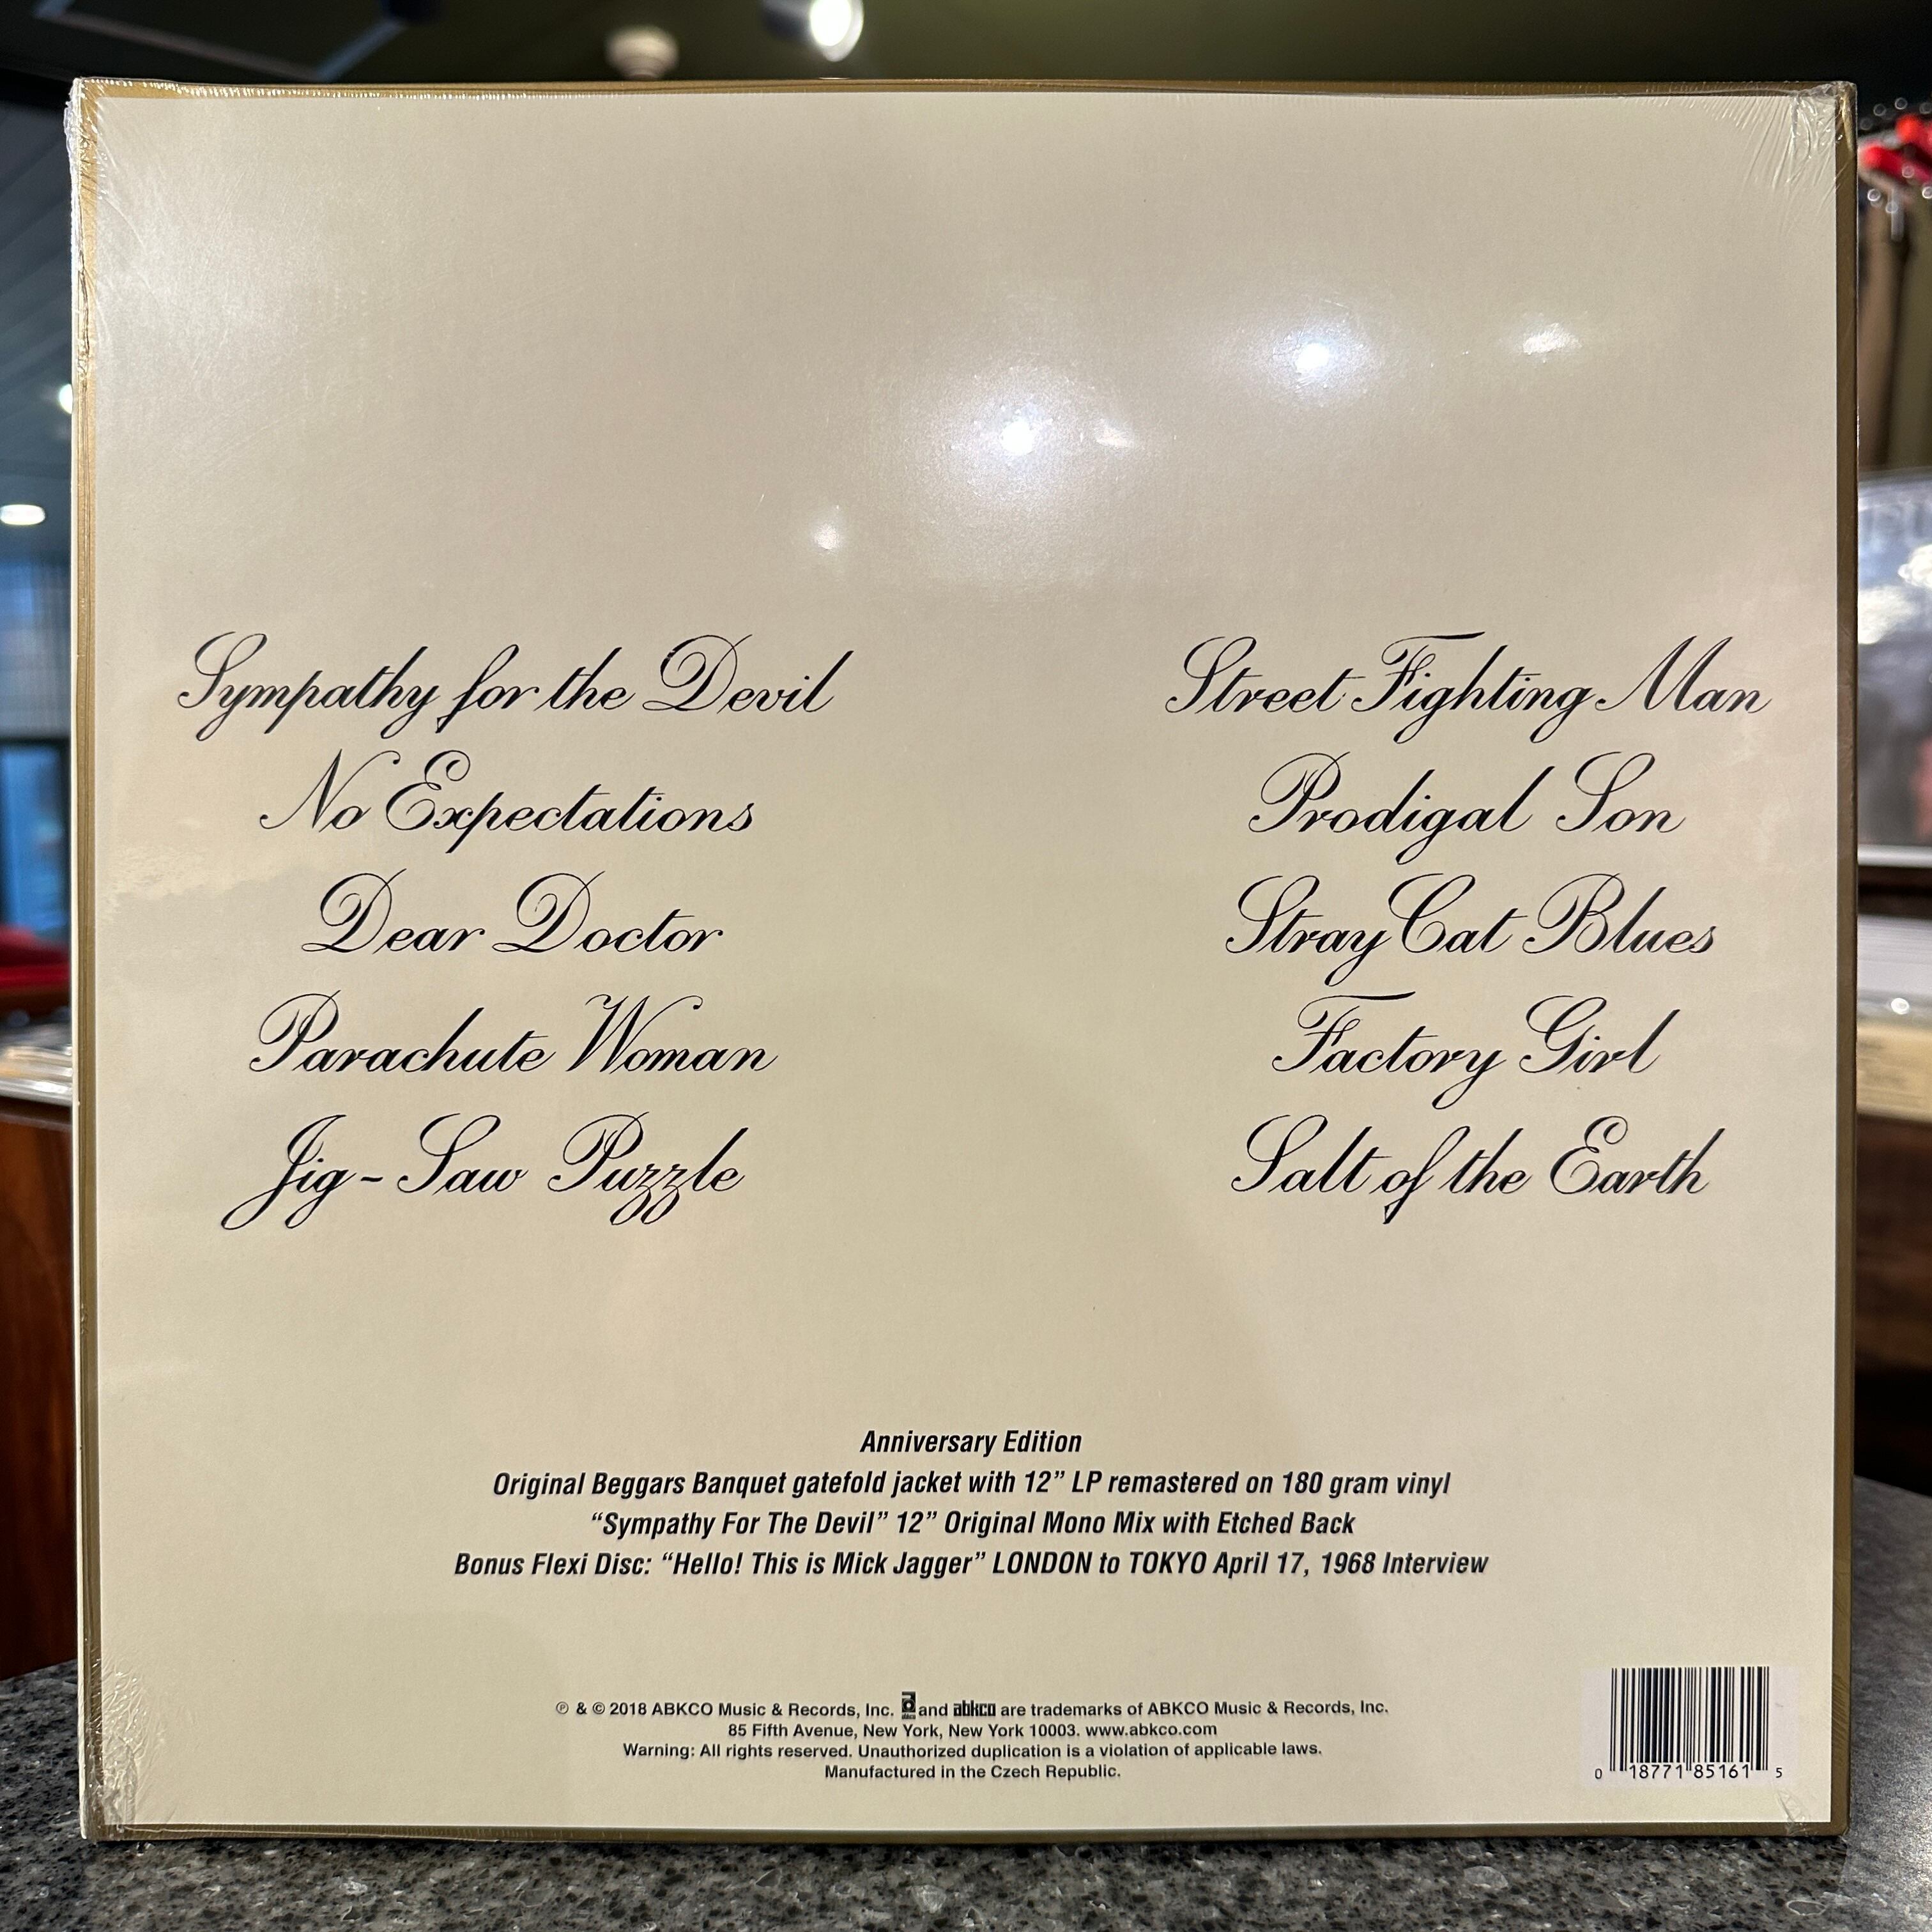 Sympathy for the Devil
No Expectations
Dear Doctor
Parachute Woman
Jig-Saw Puzzle
Street Fighting Man
Prodigal Son
Stray Cat Blues
Factory Girl
Salt of the Earth
Anniversary Edition
Original Beggars Banquet gatefold jacket with 12” LP remastered on 180 gram vinyl
“Sympathy For The Devil” 12” Original Mono Mix with Etched Back
Bonus Flexi Disc: “Hello! This is Mick Jagger” LONDON to TOKYO April 17, 1968 Interview
℗ & © 2018 ABKCO Music & Records, Inc. and abkco are trademarks of ABKCO Music & Records, Inc.
85 Fifth Avenue, New York, New York 10003. www.abkco.com
Warning: All rights reserved. Unauthorized duplication is a violation of applicable laws.
Manufactured in the Czech Republic.
0 18771 85161 5